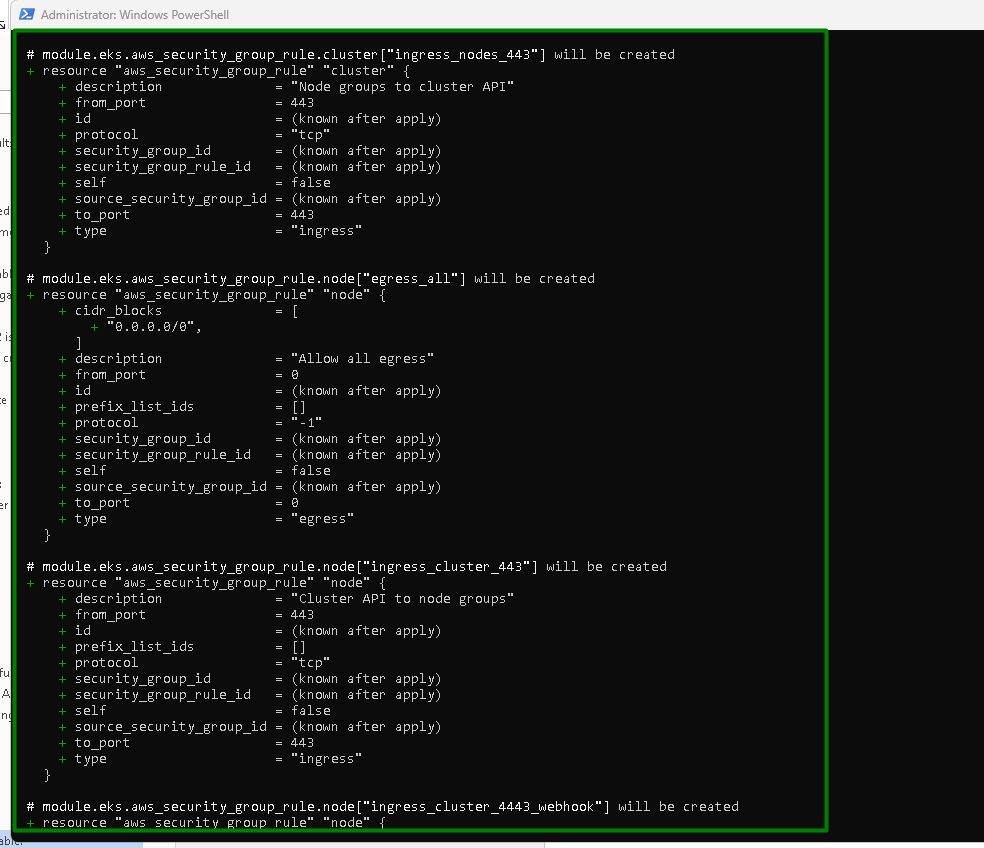 Administrator: Windows PowerShell
# module.eks.aws_security_group_rule.cluster["ingress_nodes_443"] will be created
+ resource "aws_security_group_rule" "cluster" {
+ description = "Node groups to cluster API"
+ from_port = 443
+ id = (known after apply)
+ protocol = "tcp"
+ security_group_id = (known after apply)
+ security_group_rule_id = (known after apply)
+ self = false
+ source_security_group_id = (known after apply)
+ to_port = 443
+ type = "ingress"
}
# module.eks.aws_security_group_rule.node["egress_all"] will be created
+ resource "aws_security_group_rule" "node" {
+ cidr_blocks = [
+ "0.0.0.0/0",
]
+ description = "Allow all egress"
+ from_port = 0
+ id = (known after apply)
+ prefix_list_ids = []
+ protocol = "-1"
+ security_group_id = (known after apply)
+ security_group_rule_id = (known after apply)
+ self = false
+ source_security_group_id = (known after apply)
+ to_port = 0
+ type = "egress"
}
# module.eks.aws_security_group_rule.node["ingress_cluster_443"] will be created
+ resource "aws_security_group_rule" "node" {
+ description = "Cluster API to node groups"
+ from_port = 443
+ id = (known after apply)
+ prefix_list_ids = []
+ protocol = "tcp"
+ security_group_id = (known after apply)
+ security_group_rule_id = (known after apply)
+ self = false
+ source_security_group_id = (known after apply)
+ to_port = 443
+ type = "ingress"
}
# module.eks.aws_security_group_rule.node["ingress_cluster_4443_webhook"] will be created
+ resource "aws_security_group_rule" "node" {